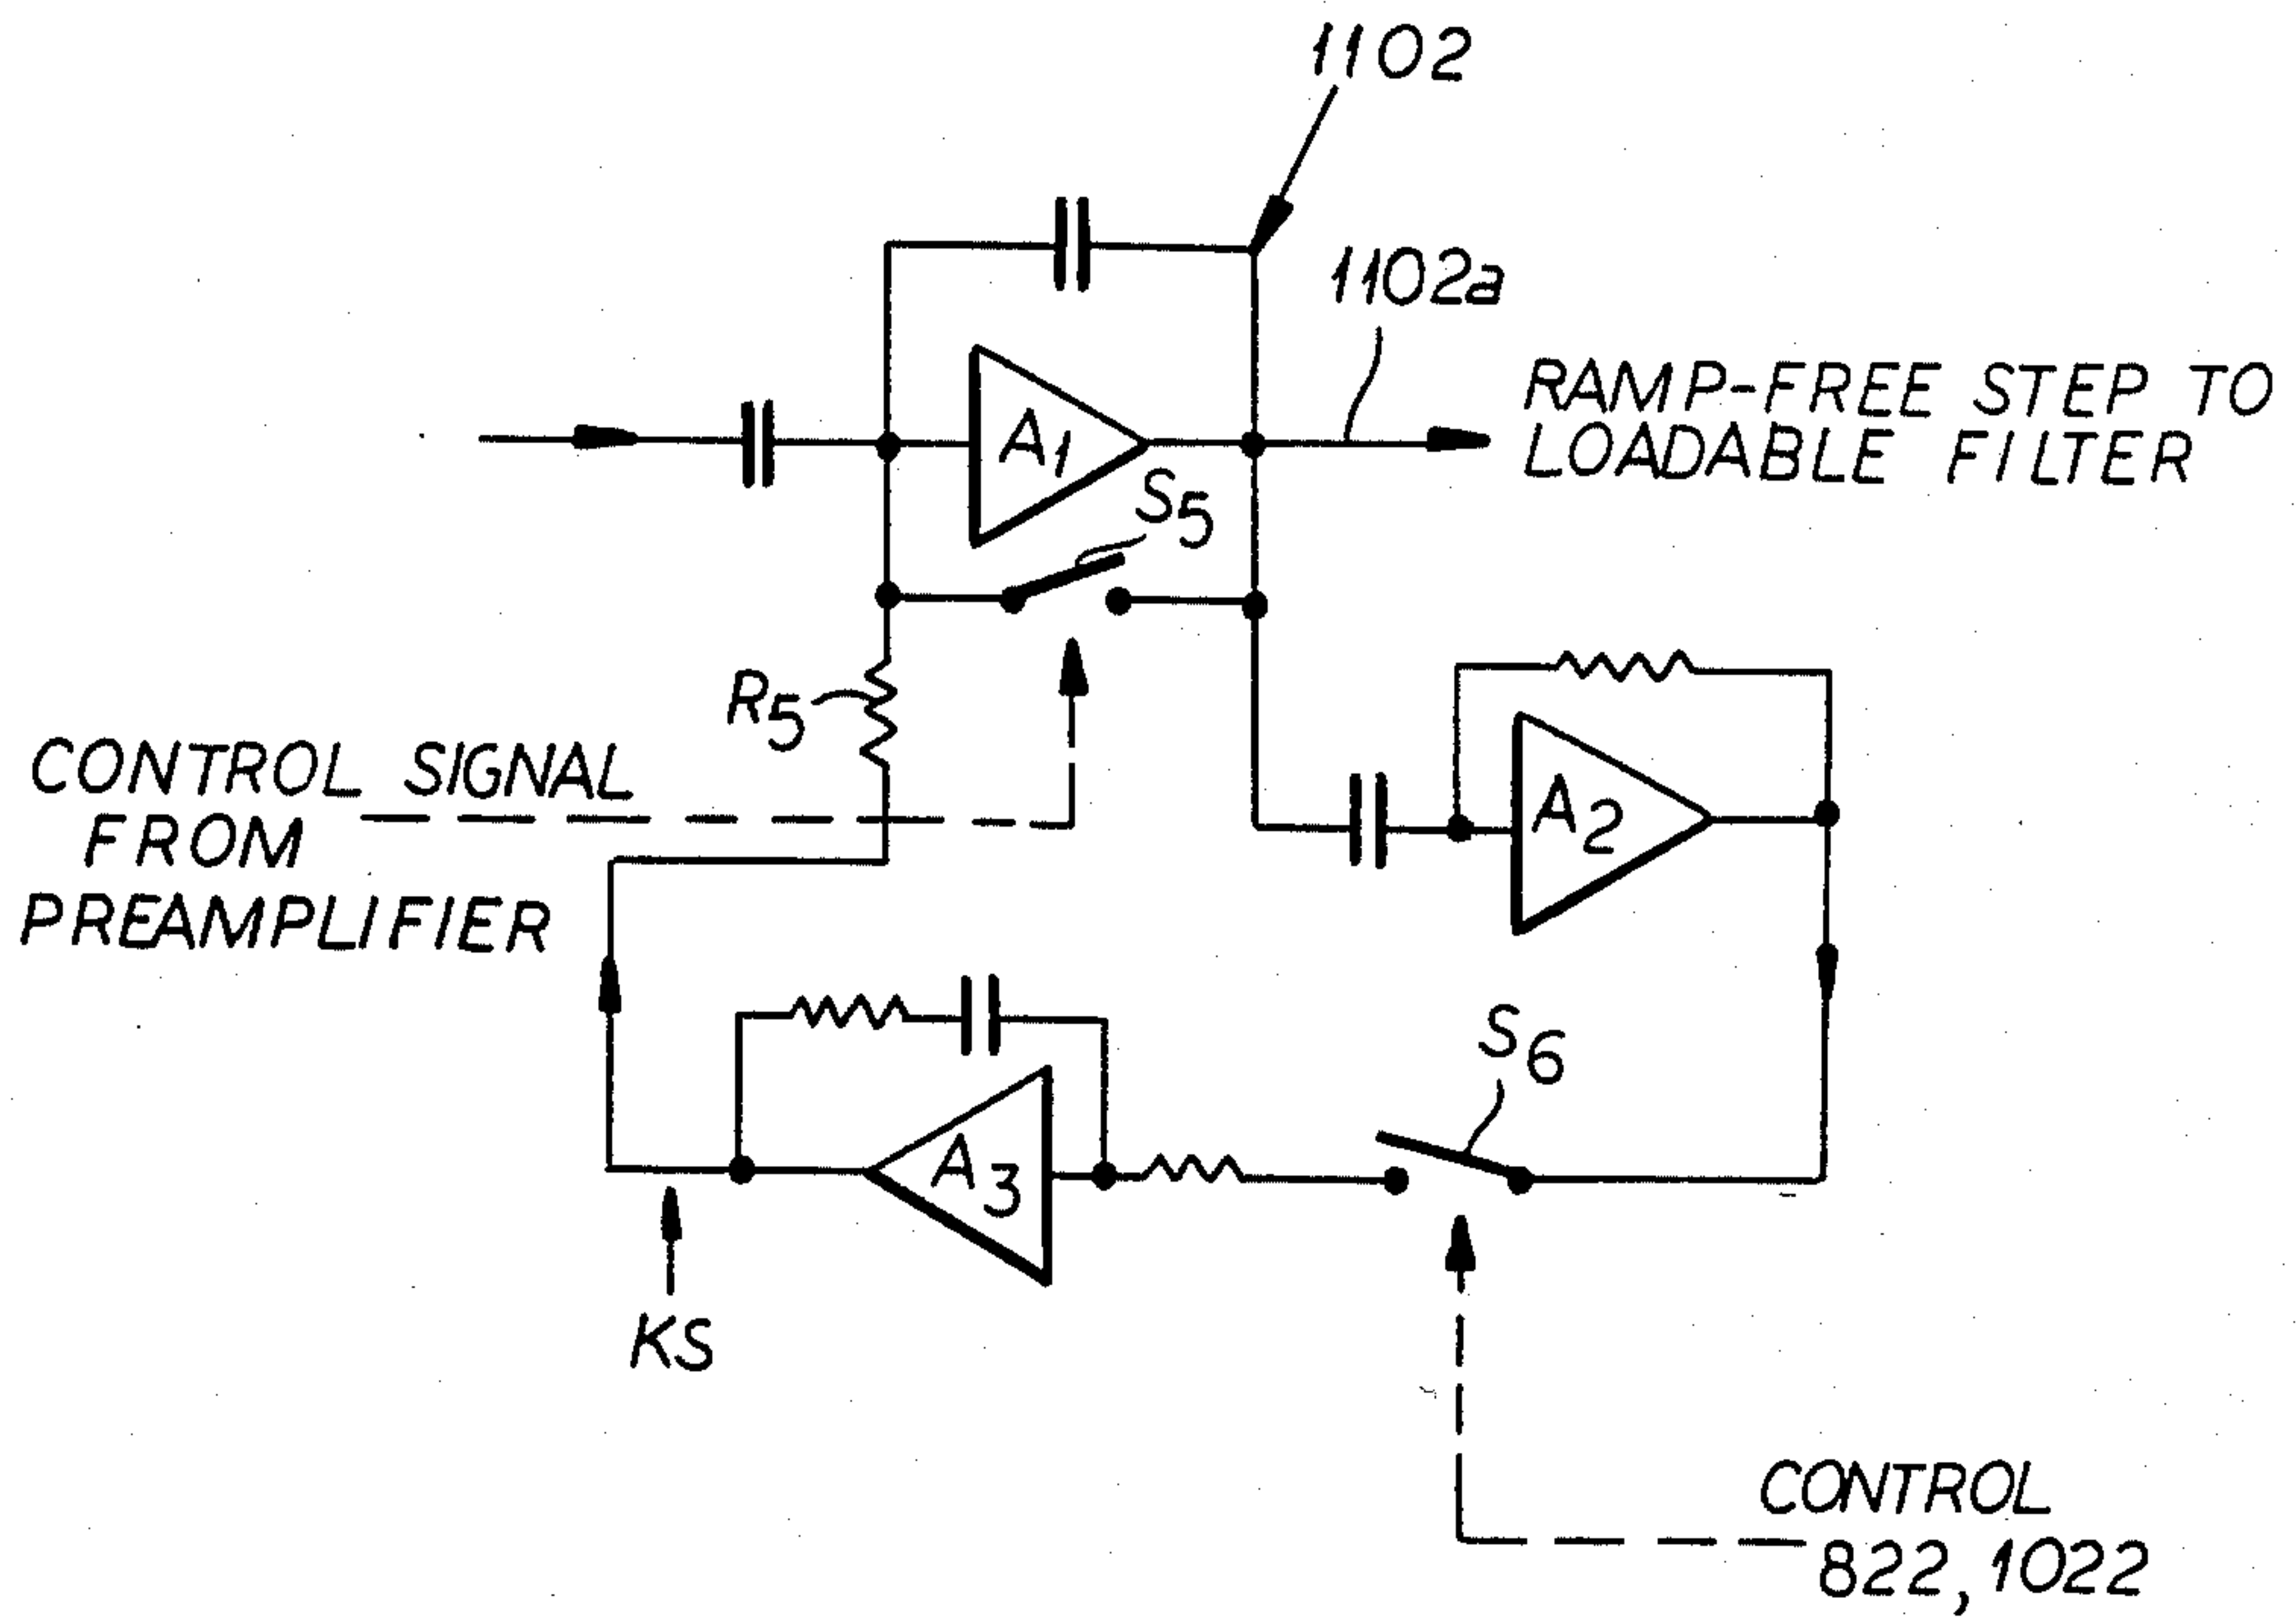 1102
1102a
RAMP-FREE STEP TO
LOADABLE FILTER
A1
S5
R5
CONTROL SIGNAL
FROM
PREAMPLIFIER
A2
S6
A3
KS
CONTROL
822, 1022